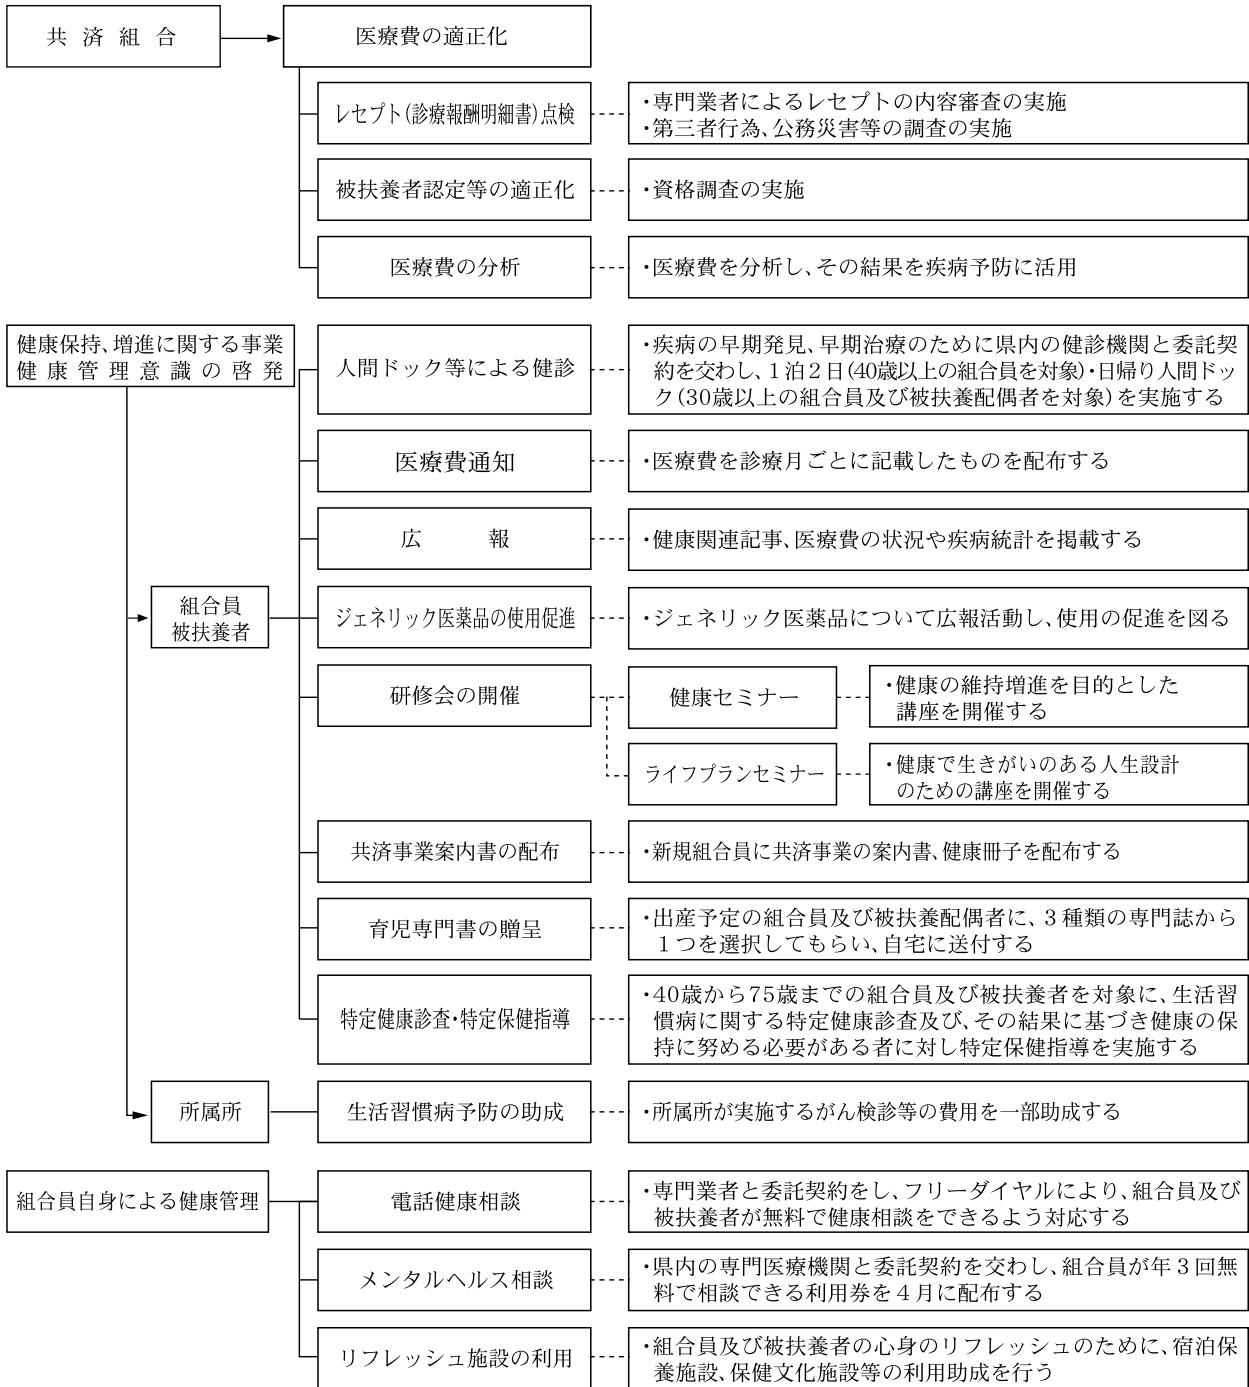 共済組合
医療費の適正化
レセプト(診療報酬明細書)点検
・専門業者によるレセプトの内容審査の実施
・第三者行為、公務災害等の調査の実施
被扶養者認定等の適正化
・資格調査の実施
医療費の分析
・医療費を分析し、その結果を疾病予防に活用
健康保持、増進に関する事業
健康管理意識の啓発
人間ドック等による健診
・疾病の早期発見、早期治療のために県内の健診機関と委託契
約を交わし、1泊2日(40歳以上の組合員を対象)・日帰り人間ドッ
ク(30歳以上の組合員及び被扶養配偶者を対象)を実施する
医療費通知
・医療費を診療月ごとに記載したものを配布する
広報
・健康関連記事、医療費の状況や疾病統計を掲載する
組合員
被扶養者
ジェネリック医薬品の使用促進
・ジェネリック医薬品について広報活動し、使用の促進を図る
研修会の開催
健康セミナー
・健康の維持増進を目的とした
講座を開催する
ライフプランセミナー
・健康で生きがいのある人生設計
のための講座を開催する
共済事業案内書の配布
・新規組合員に共済事業の案内書、健康冊子を配布する
育児専門書の贈呈
・出産予定の組合員及び被扶養配偶者に、3種類の専門誌から
1つを選択してもらい、自宅に送付する
特定健康診査・特定保健指導
・40歳から75歳までの組合員及び被扶養者を対象に、生活習
慣病に関する特定健康診査及び、その結果に基づき健康の保
持に努める必要がある者に対し特定保健指導を実施する
所属所
生活習慣病予防の助成
・所属所が実施するがん検診等の費用を一部助成する
組合員自身による健康管理
電話健康相談
・専門業者と委託契約をし、フリーダイヤルにより、組合員及び
被扶養者が無料で健康相談をできるよう対応する
メンタルヘルス相談
・県内の専門医療機関と委託契約を交わし、組合員が年3回無
料で相談できる利用券を4月に配布する
リフレッシュ施設の利用
・組合員及び被扶養者の心身のリフレッシュのために、宿泊保
養施設、保健文化施設等の利用助成を行う